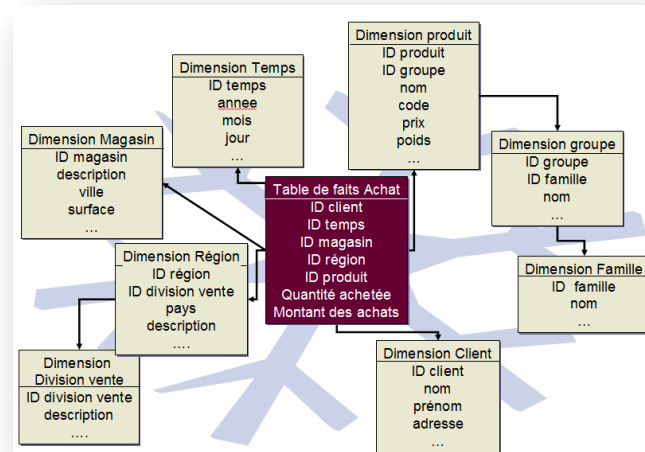 Dimension produit
ID produit
ID groupe
nom
code
prix
poids
...
Dimension Temps
ID temps
annee
mois
jour
...
Dimension Magasin
ID magasin
description
ville
surface
...
Dimension groupe
ID groupe
ID famille
nom
...
Table de faits Achat
ID client
ID temps
ID magasin
ID région
ID produit
Quantité achetée
Montant des achats
Dimension Région
ID région
ID division vente
pays
description
....
Dimension Famille
ID famille
nom
...
Dimension
Division vente
ID division vente
description
....
Dimension Client
ID client
nom
prénom
adresse
...